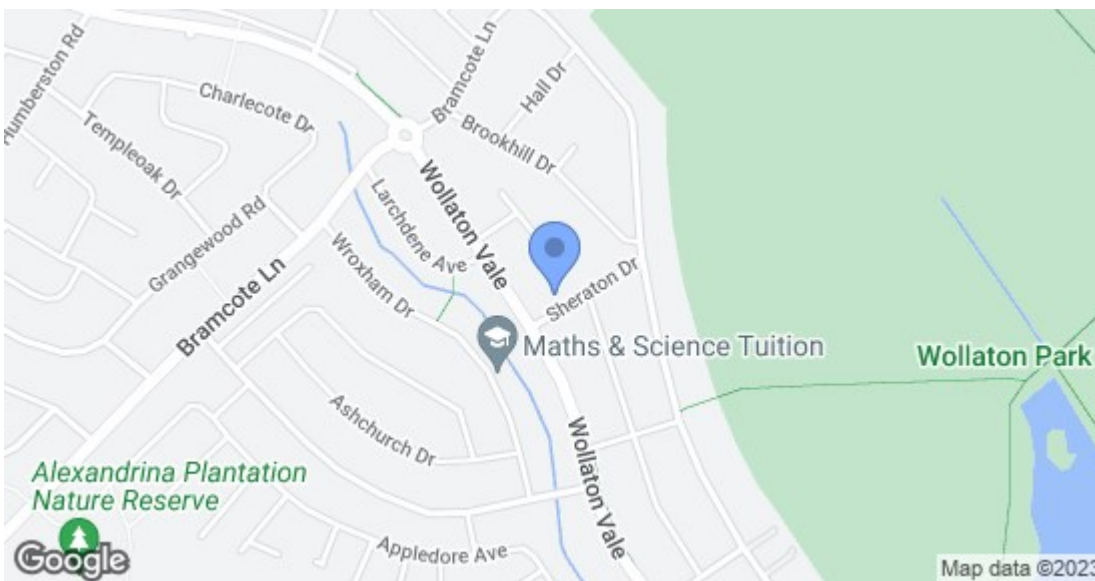 Humberston Rd
Charlecote Dr
Bramcote Ln
Hall Dr
Templeoak Dr
Brookhill Dr
Wollaton Vale
Larchdene Ave
Grangewood Rd
Wroxham Dr
Bramcote Ln
Sheraton Dr
Maths & Science Tuition
Wollaton Park
Ashchurch Dr
Wollaton Vale
Alexandrina Plantation
Nature Reserve
Appledore Ave
Google
Map data ©2023